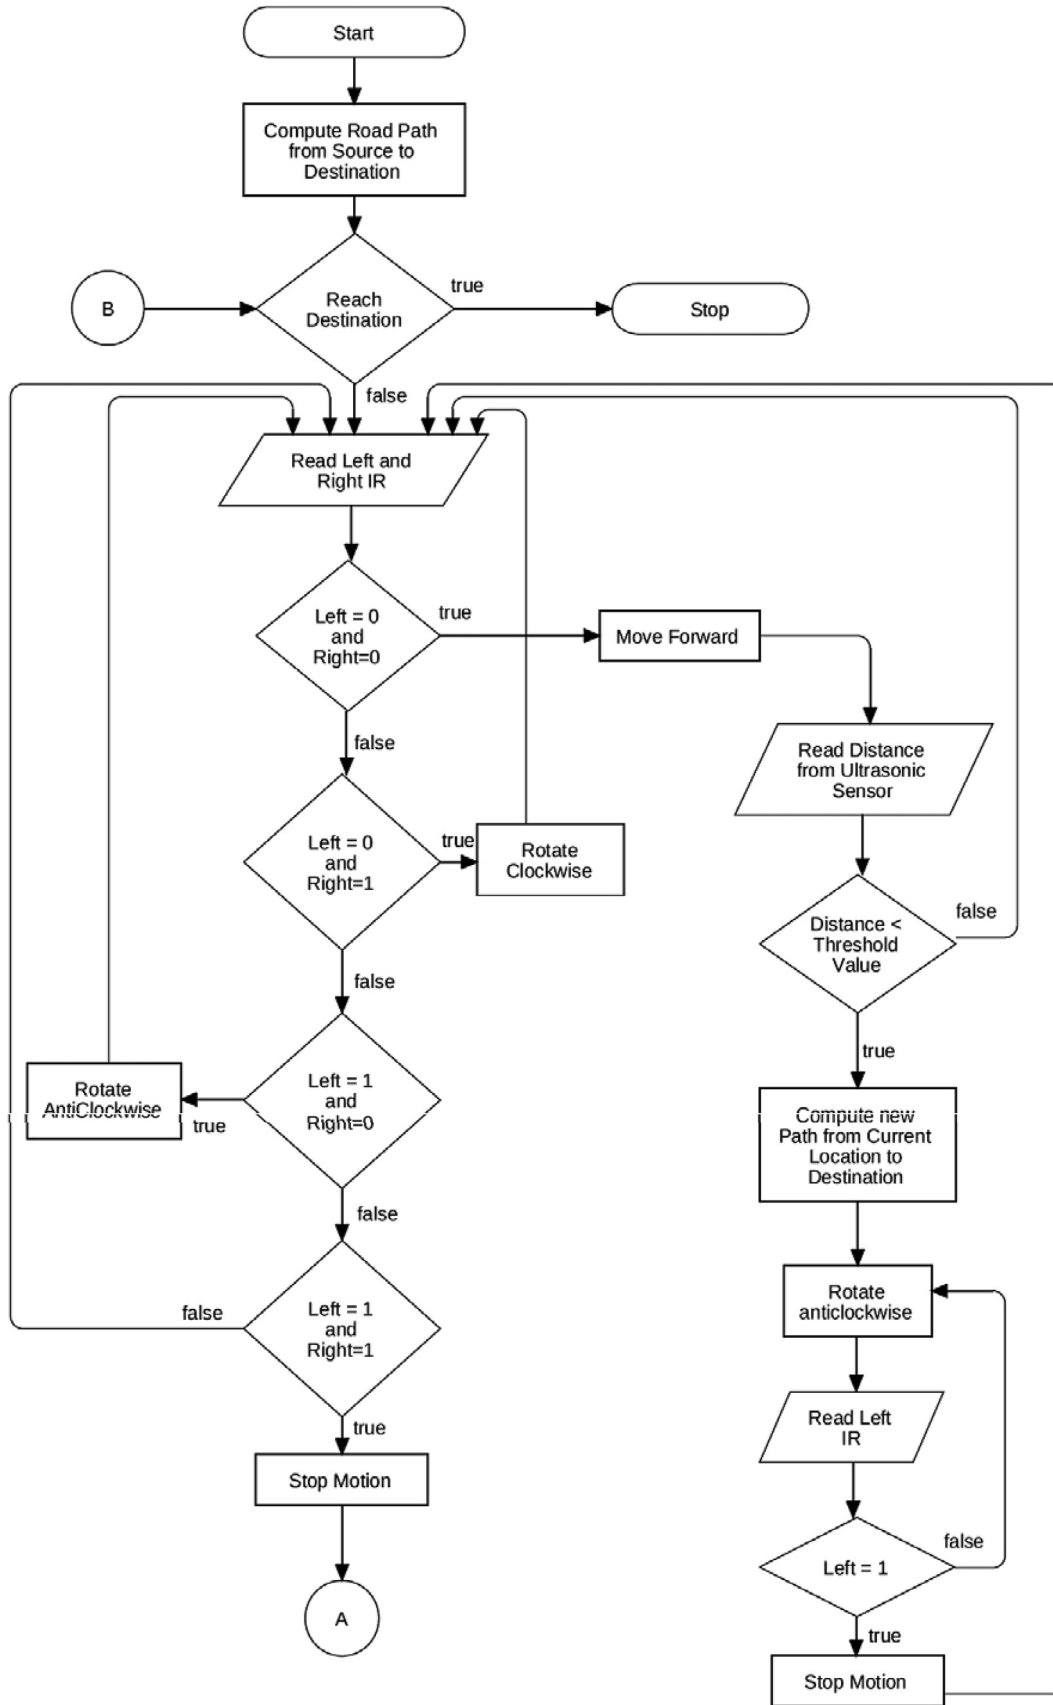 Start
Compute Road Path
from Source to
Destination
B
Reach
Destination
true
Stop
false
Read Left and
Right IR
Left = 0
and
Right=0
true
Move Forward
false
Read Distance
from Ultrasonic
Sensor
Left = 0
and
Right=1
true
Rotate
Clockwise
Distance <
Threshold
Value
false
false
true
Rotate
AntiClockwise
true
Left = 1
and
Right=0
Compute new
Path from Current
Location to
Destination
false
Rotate
anticlockwise
false
Left = 1
and
Right=1
Read Left
IR
true
Stop Motion
Left = 1
false
A
true
Stop Motion